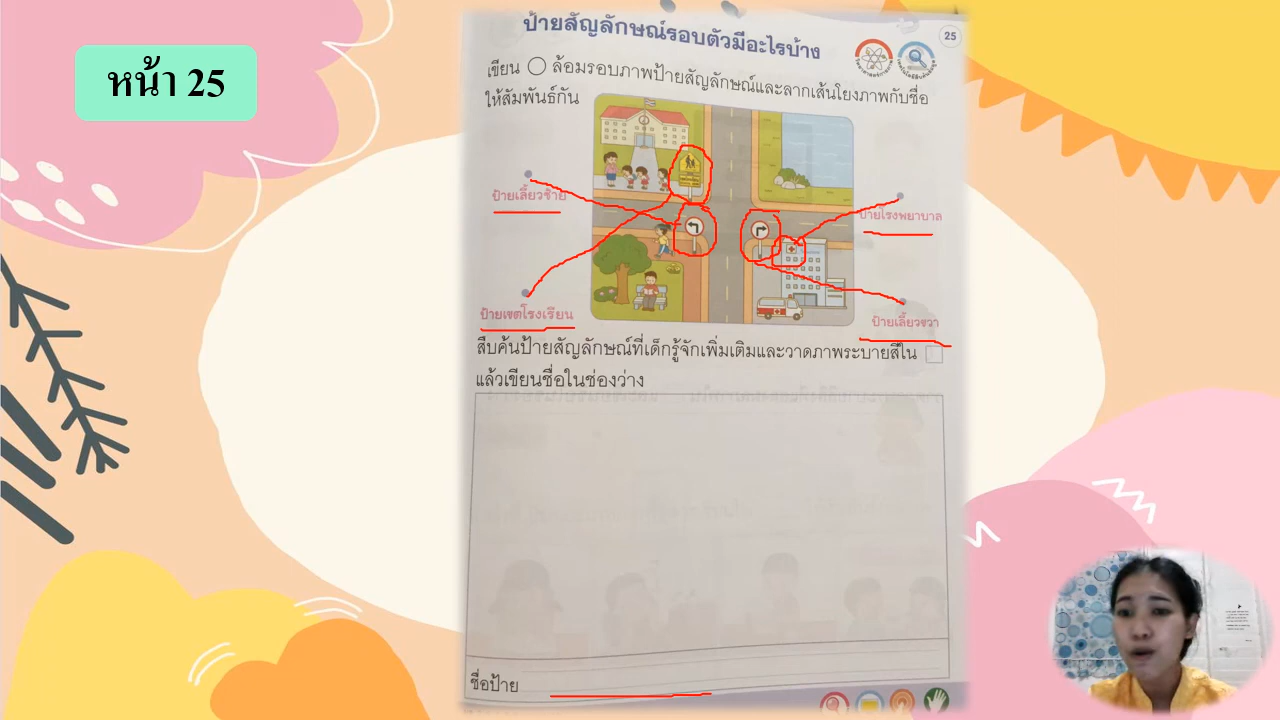 หน้า 25
ป้ายสัญลักษณ์รอบตัวมีอะไรบ้าง
25
เขียน ○ ล้อมรอบภาพป้ายสัญลักษณ์และลากเส้นโยงภาพกับชื่อ
ให้สัมพันธ์กัน
ป้ายเลี้ยวซ้าย
ป้ายโรงพยาบาล
ป้ายเขตโรงเรียน
ป้ายเลี้ยวขวา
สืบค้นป้ายสัญลักษณ์ที่เด็กรู้จักเพิ่มเติมและวาดภาพระบายสีใน □
แล้วเขียนชื่อในช่องว่าง
ชื่อป้าย